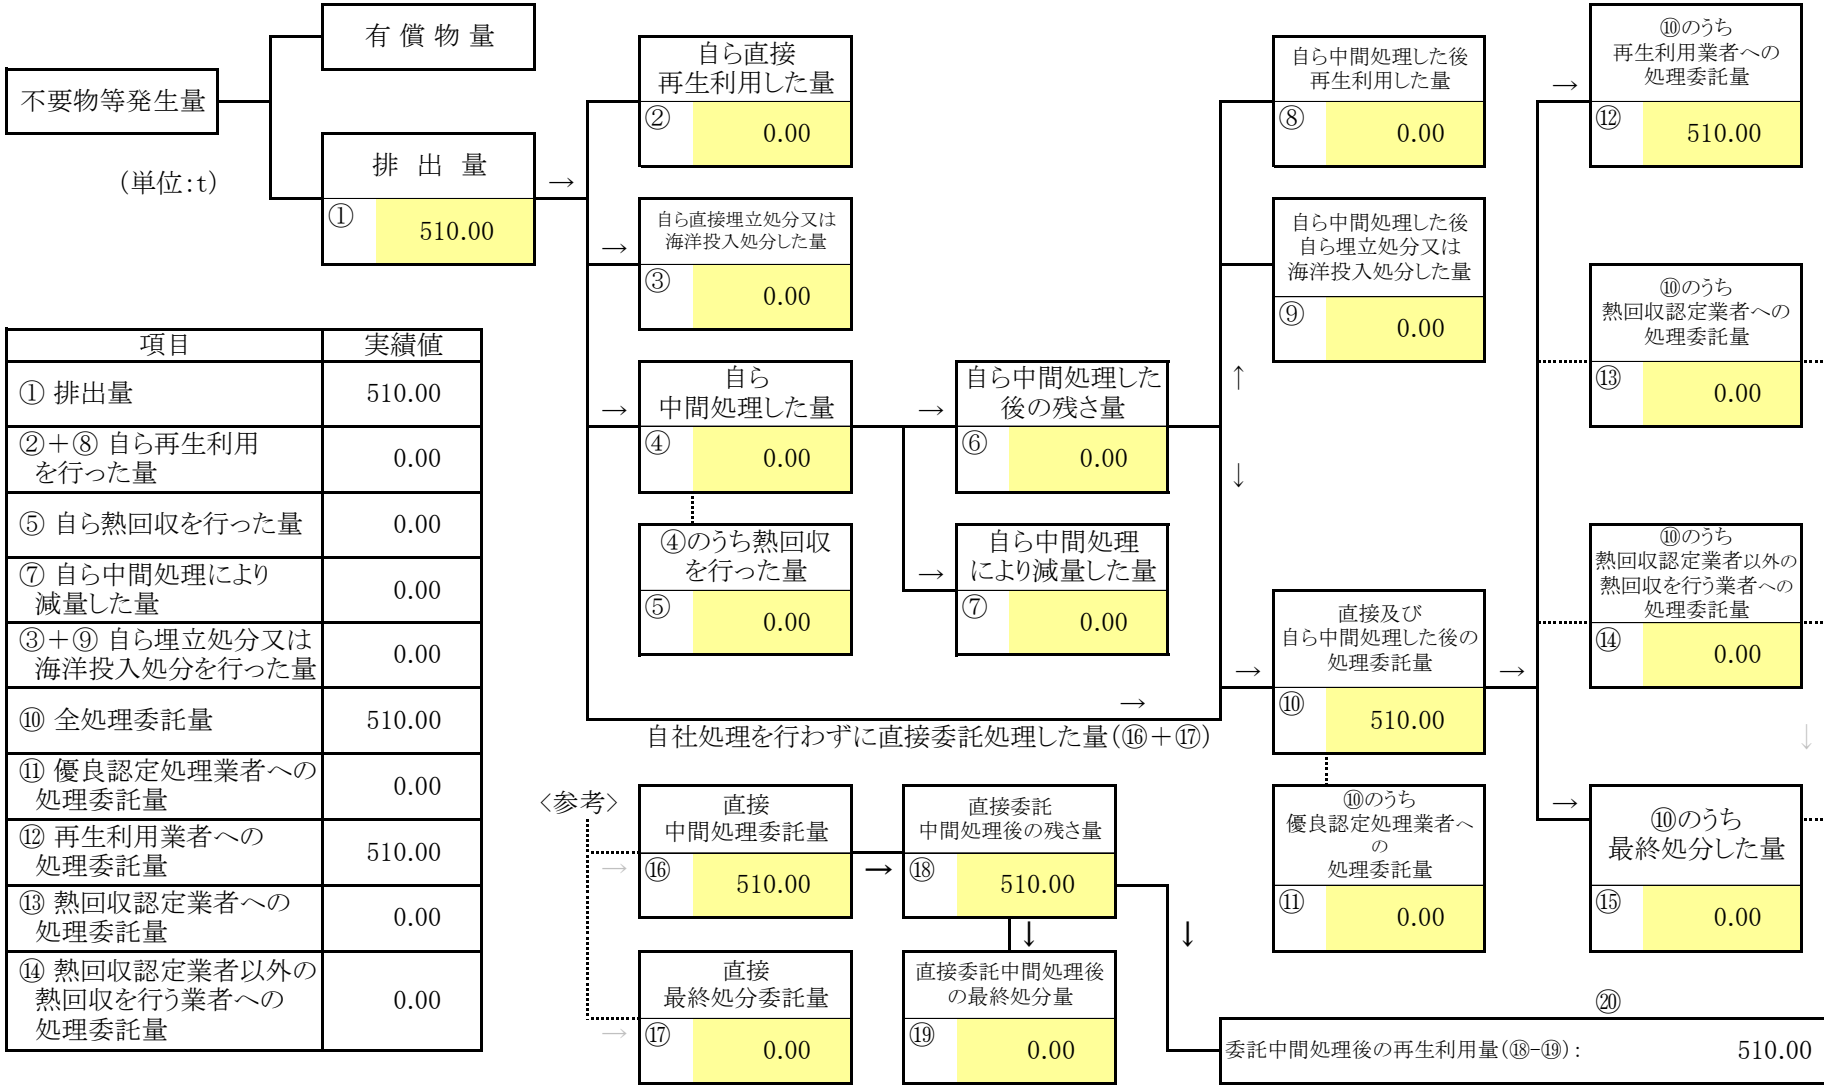 有 償 物 量
不要物等発生量
(単位:t)
排 出 量
①
510.00
→
自ら直接
再生利用した量
②
0.00
→
自ら直接埋立処分又は
海洋投入処分した量
③
0.00
→
自ら
中間処理した量
④
0.00
④のうち熱回収
を行った量
⑤
0.00
→
自ら中間処理した
後の残さ量
⑥
0.00
→
自ら中間処理
により減量した量
⑦
0.00
↑
↓
自ら中間処理した後
再生利用した量
⑧
0.00
自ら中間処理した後
自ら埋立処分又は
海洋投入処分した量
⑨
0.00
→
直接及び
自ら中間処理した後の
処理委託量
⑩
510.00
→
⑩のうち
優良認定処理業者へ
の
処理委託量
⑪
0.00
→
⑩のうち
再生利用業者への
処理委託量
⑫
510.00
⑩のうち
熱回収認定業者への
処理委託量
⑬
0.00
⑩のうち
熱回収認定業者以外の
熱回収を行う業者への
処理委託量
⑭
0.00
↓
→
⑩のうち
最終処分した量
⑮
0.00
→
自社処理を行わずに直接委託処理した量(⑯+⑰)
<参考>
→
直接
中間処理委託量
⑯
510.00
→
直接委託
中間処理後の残さ量
⑱
510.00
↓
↓
→
直接
最終処分委託量
⑰
0.00
直接委託中間処理後
の最終処分量
⑲
0.00
⑳
委託中間処理後の再生利用量(⑱-⑲): 510.00
項目 実績値
① 排出量 510.00
②+⑧ 自ら再生利用
を行った量 0.00
⑤ 自ら熱回収を行った量 0.00
⑦ 自ら中間処理により
減量した量 0.00
③+⑨ 自ら埋立処分又は
海洋投入処分を行った量 0.00
⑩ 全処理委託量 510.00
⑪ 優良認定処理業者への
処理委託量 0.00
⑫ 再生利用業者への
処理委託量 510.00
⑬ 熱回収認定業者への
処理委託量 0.00
⑭ 熱回収認定業者以外の
熱回収を行う業者への
処理委託量 0.00